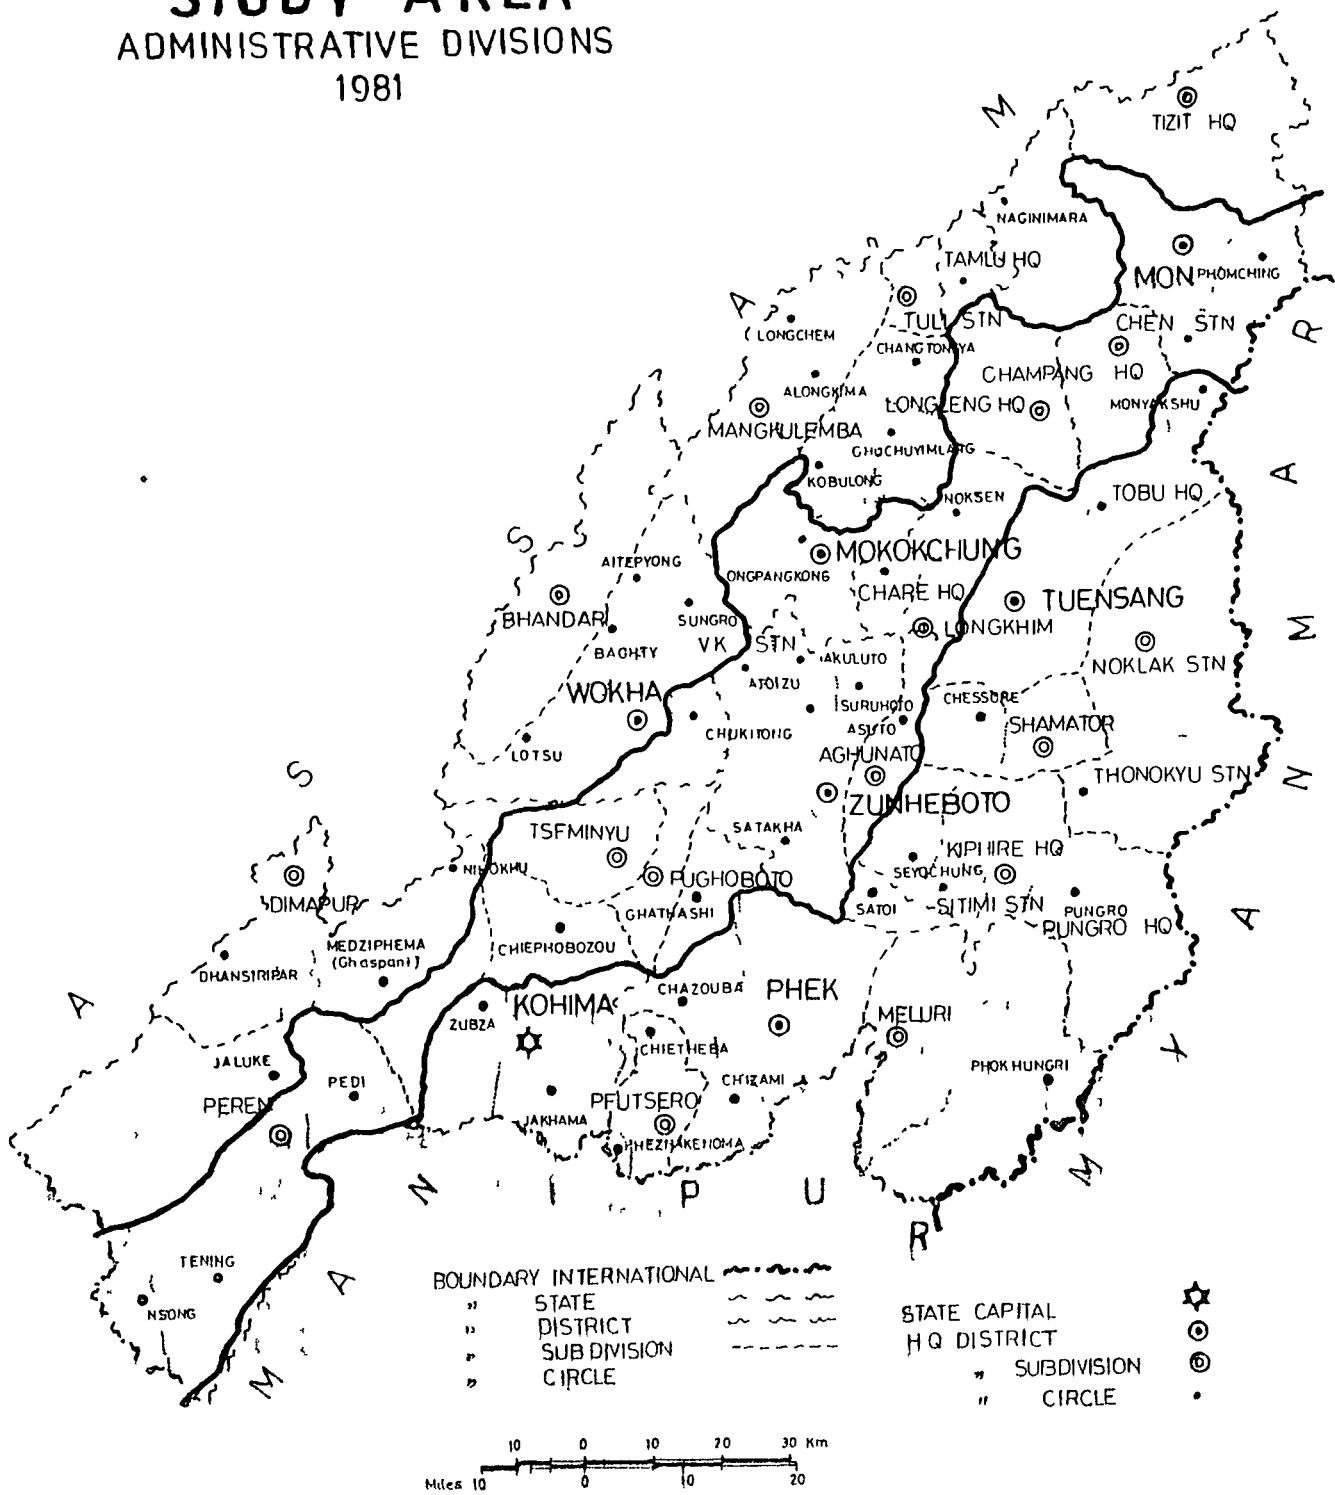 STUDY AREA
ADMINISTRATIVE DIVISIONS
1981
TIZIT HQ
NAGINIMARA
TAMLU HQ
MON
PHOMCHING
TULI STN
CHEN STN
LONGCHEM
CHANGTONGYA
CHAMPANG HQ
ALONGKIMA
LONGLENG HQ
MONYAKSHU
MANGKULEMBA
CHUCHUYIMLANG
KOBULONG
NOKSEN
TOBU HQ
MOKOKCHUNG
AITEPYONG
ONGPANGKONG
CHARE HQ
TUENSANG
BHANDARI
SUNGRO
LONGKHIM
VK STN
BAGHTY
AKULUTO
NOKLAK STN
ATOIZU
WOKHA
SURUHOTO
CHESSORE
ASUTO
SHAMATOR
CHUKITONG
LOTSU
AGHUNATO
THONOKYU STN
ZUNHEBOTO
TSEMINYU
SATAKHA
KIPHIRE HQ
NIHOKHU
SEYOCHUNG
PUGHOBOTO
DIMAPUR
GHATHASHI
SATOI
SITIMI STN
PUNGRO
PUNGRO HQ
CHIEPHOBOZOU
MEDZIPHEMA
(Ghaspani)
DHANSIRIPAR
CHAZOUBA
PHEK
KOHIMA
ZUBZA
MELURI
CHIETHEBA
JALUKE
PHOKHUNGRI
PEDI
CHIZAMI
PEREN
PFUTSERO
JAKHAMA
KHEZHAKENOMA
TENING
NSONG
A S S A M
M A N I P U R
M Y A N M A R
BOUNDARY INTERNATIONAL
" STATE
" DISTRICT
" SUBDIVISION
" CIRCLE
STATE CAPITAL
HQ DISTRICT
" SUBDIVISION
" CIRCLE
10 0 10 20 30 Km
Miles 10 0 10 20